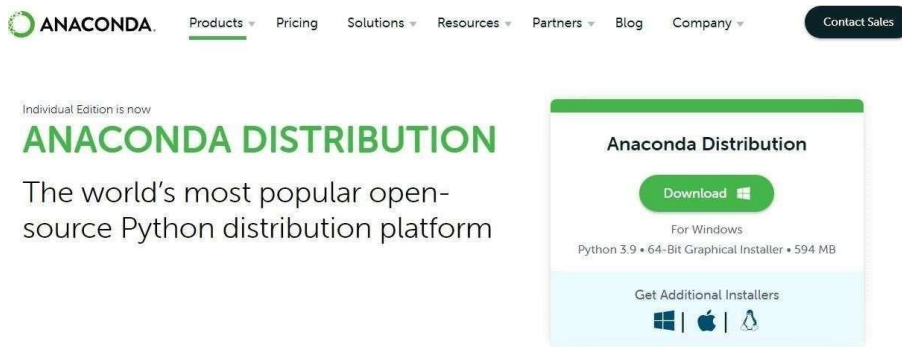 ANACONDA.
Products
Pricing
Solutions
Resources
Partners
Blog
Company
Contact Sales
Individual Edition is now
ANACONDA DISTRIBUTION
The world's most popular open-
source Python distribution platform
Anaconda Distribution
Download
For Windows
Python 3.9 • 64-Bit Graphical Installer • 594 MB
Get Additional Installers
| |